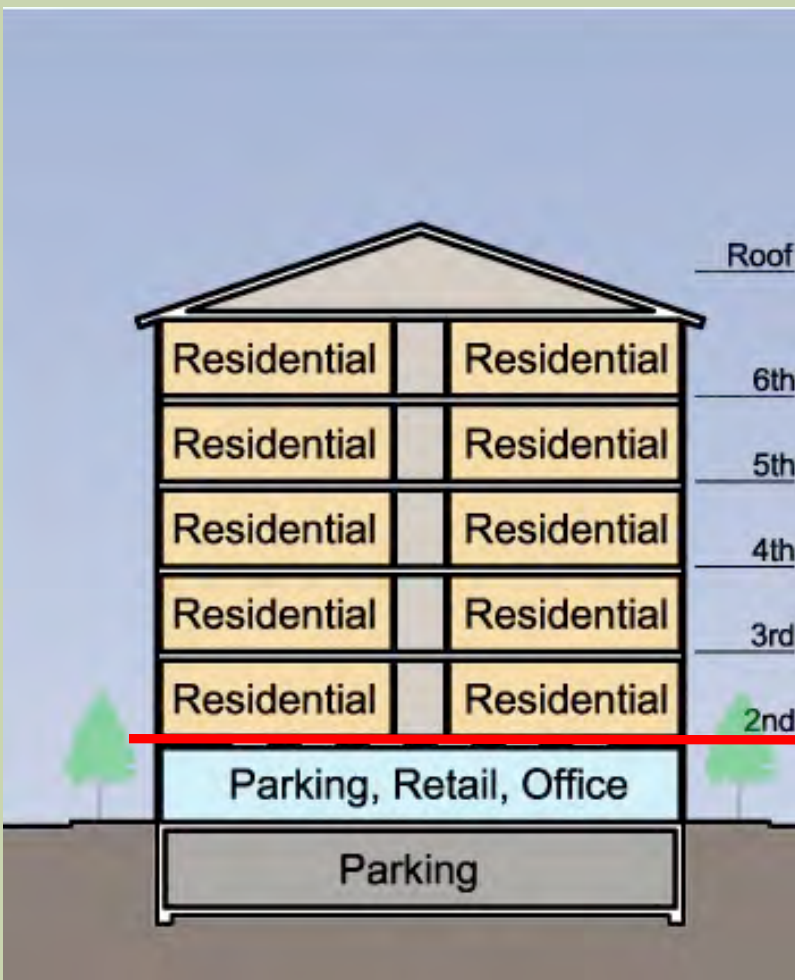 Roof
Residential Residential
6th
Residential Residential
5th
Residential Residential
4th
Residential Residential
3rd
Residential Residential
2nd
Parking, Retail, Office
Parking